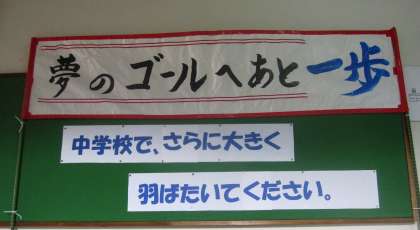 夢のゴールへあと一歩
中学校で、さらに大きく
羽ばたいてください。